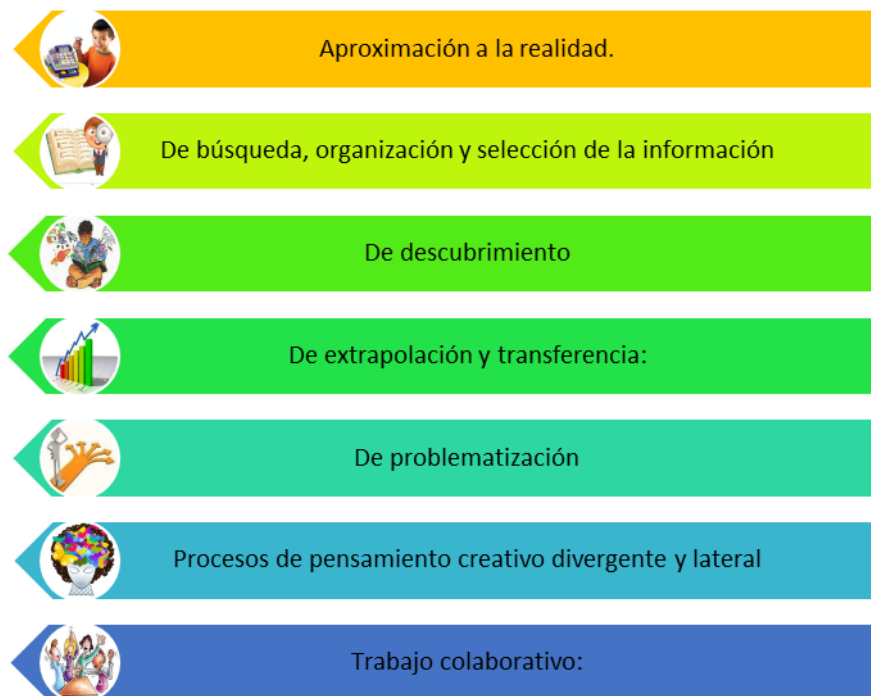 Aproximación a la realidad.
De búsqueda, organización y selección de la información
De descubrimiento
De extrapolación y transferencia:
De problematización
Procesos de pensamiento creativo divergente y lateral
Trabajo colaborativo: